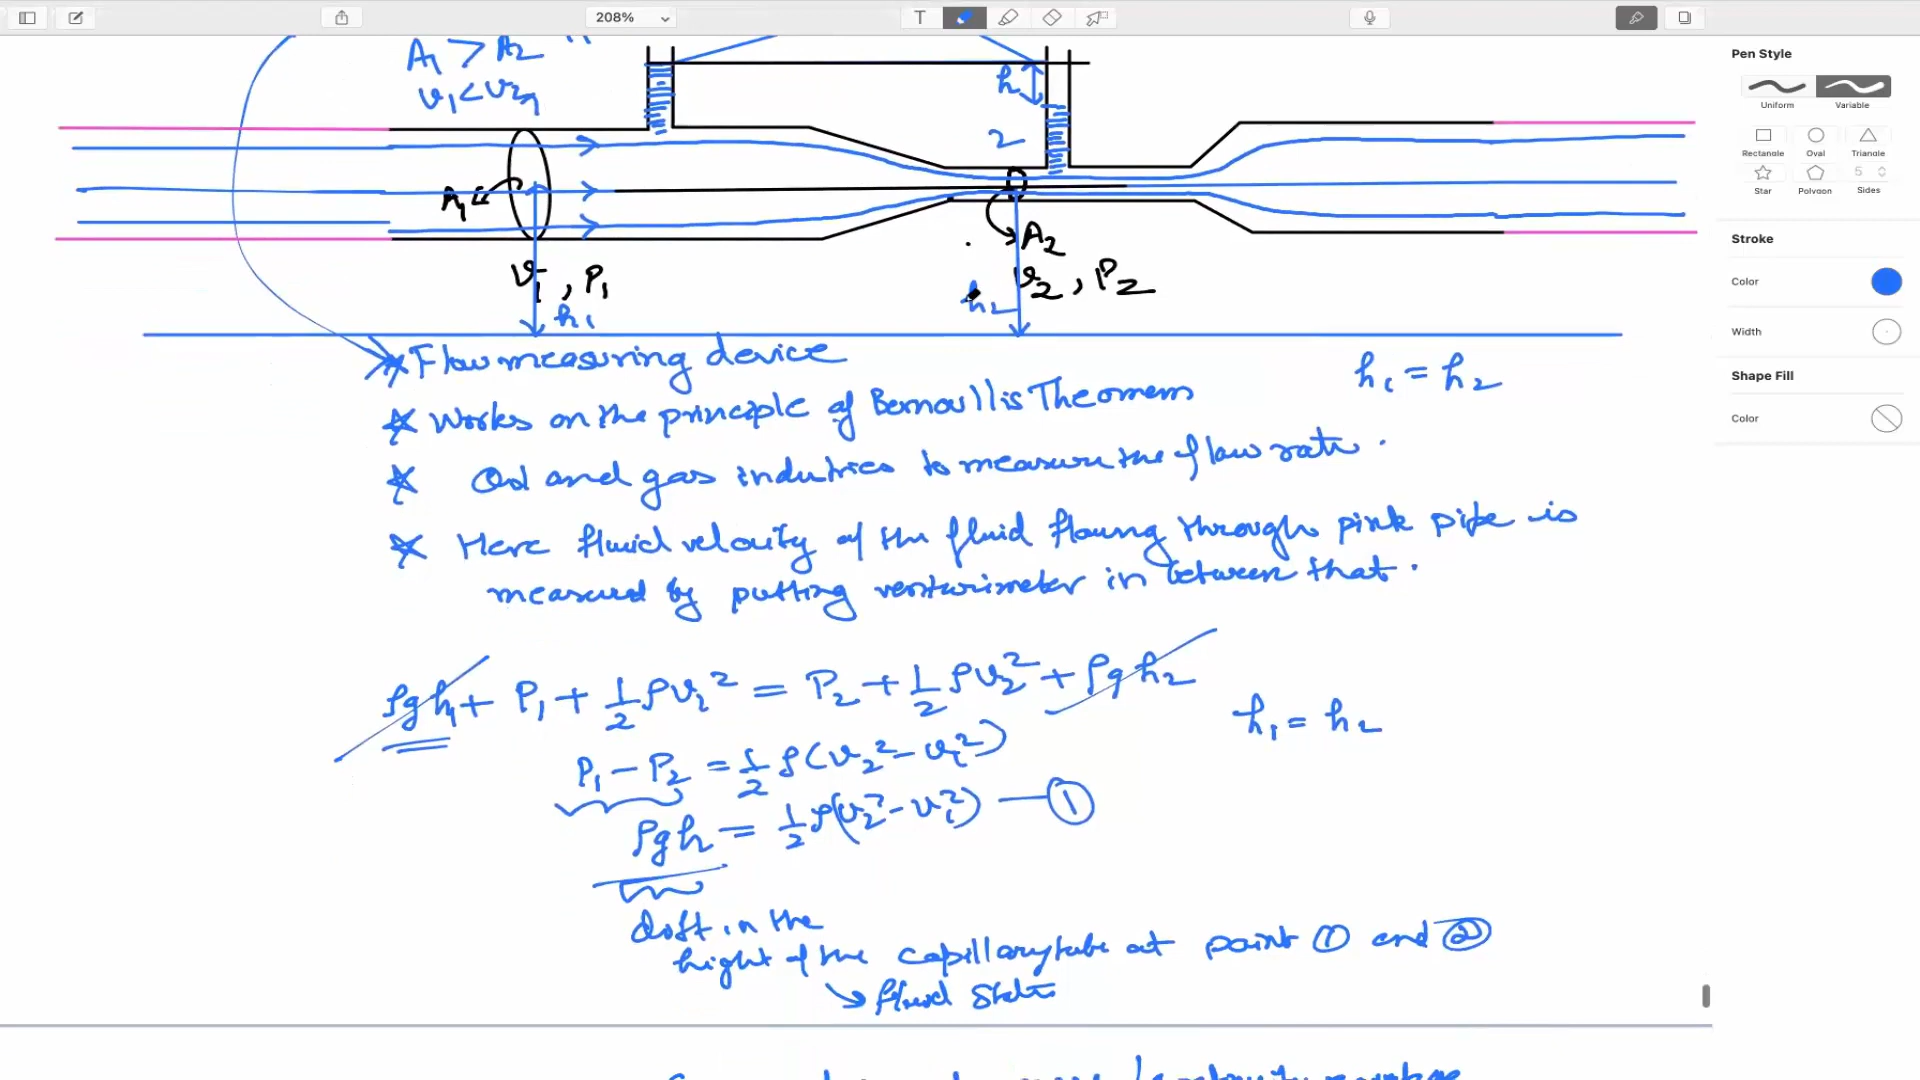 208%
T
Pen Style
Uniform Variable
Rectangle Oval Triangle
Star Polygon 5 Sides
Stroke
Color
Width
Shape Fill
Color
A₁ > A₂
v₁ < v₂
h
2
A₁
A₂
v₁, P₁
v₂, P₂
h₁
h₂
Flow measuring device
h₁ = h₂
Works on the principle of Bernoullis Theorem
and gas industries to measure the flow rate.
Here fluid velocity of the fluid flowing through pink pipe is
measured by putting venturimeter in between that.
ρgh₁ + P₁ + 1/2 ρv₁² = P₂ + 1/2 ρv₂² + ρgh₂
h₁ = h₂
P₁ - P₂ = 1/2 ρ(v₂² - v₁²)
ρgh = 1/2 ρ(v₂² - v₁²) — ①
in the
hight of the capillary tube at point ① and ②
fluid